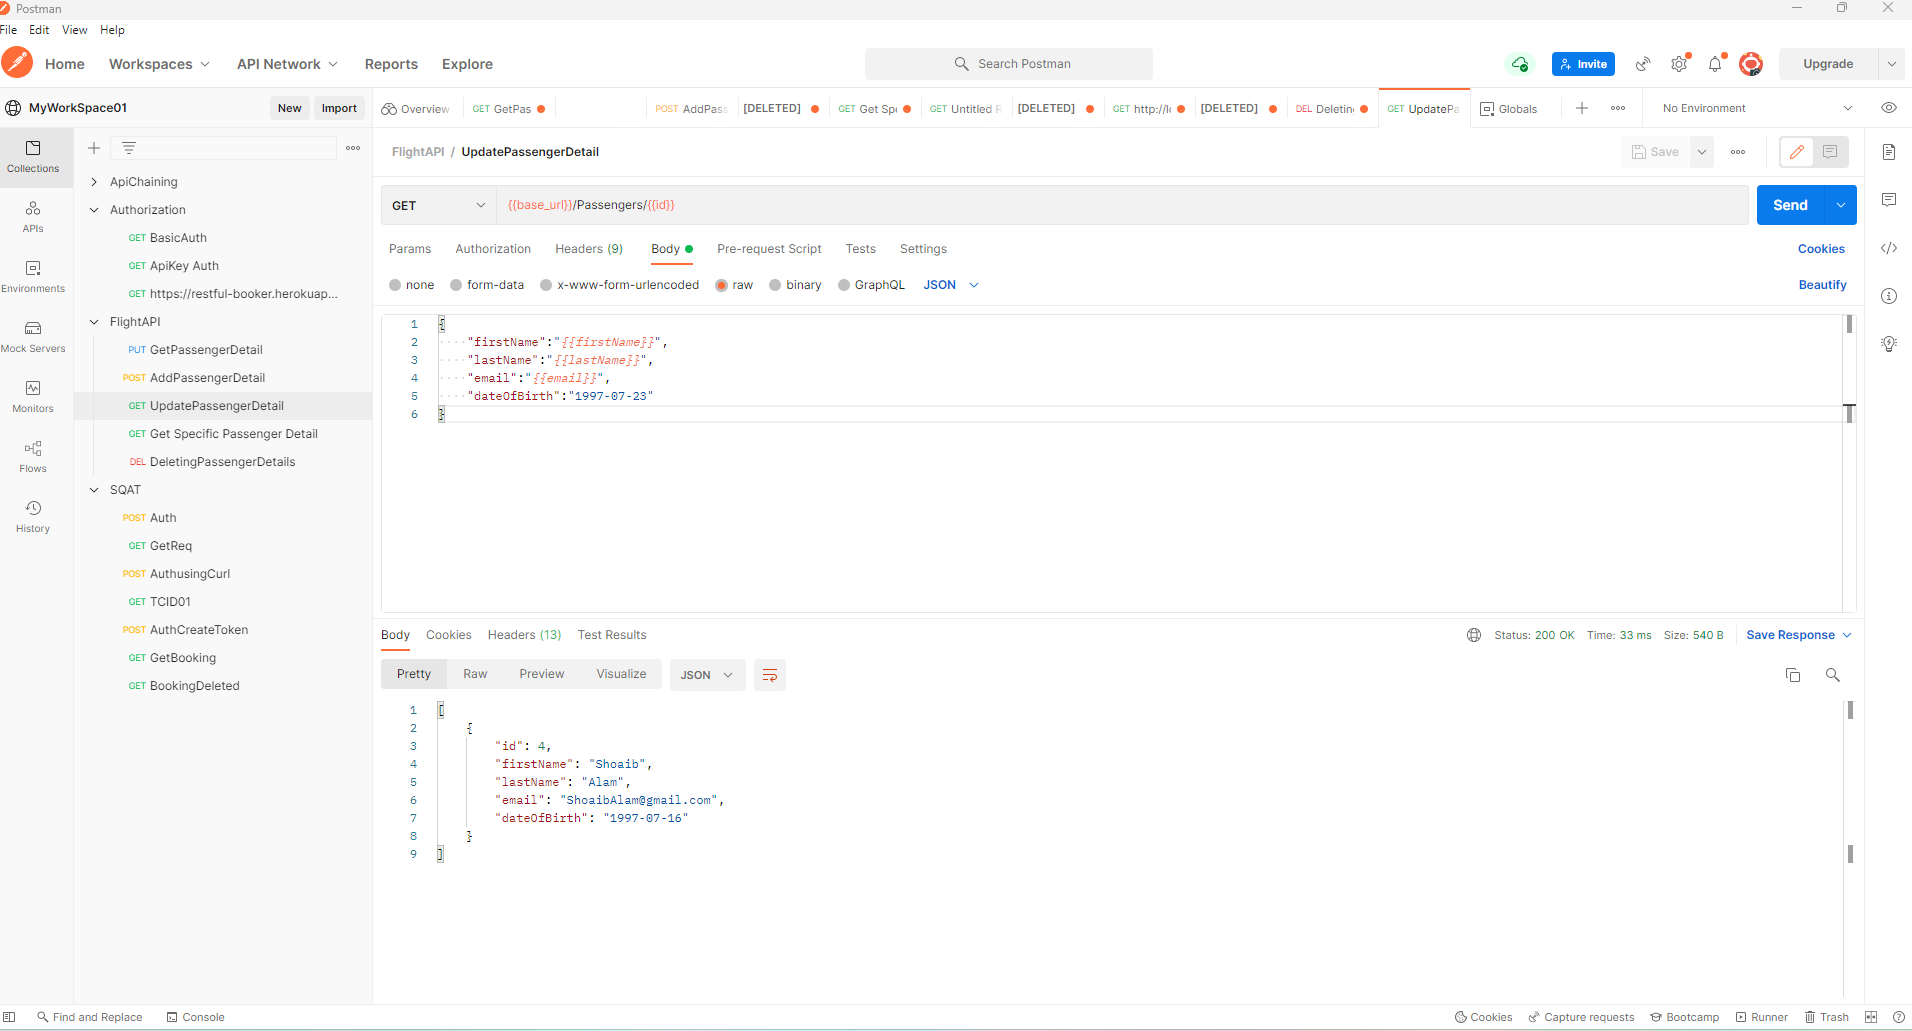 Postman
File Edit View Help
Home Workspaces API Network Reports Explore Search Postman Invite Upgrade
MyWorkSpace01 New Import Overview GET GetPas POST AddPass [DELETED] GET Get Spe GET Untitled R [DELETED] GET http://lo [DELETED] DEL Deleting GET UpdatePa Globals No Environment
Collections
APIs
Environments
Mock Servers
Monitors
Flows
History
ApiChaining
Authorization
GET BasicAuth
GET ApiKey Auth
GET https://restful-booker.herokuap...
FlightAPI
PUT GetPassengerDetail
POST AddPassengerDetail
GET UpdatePassengerDetail
GET Get Specific Passenger Detail
DEL DeletingPassengerDetails
SQAT
POST Auth
GET GetReq
POST AuthusingCurl
GET TCID01
POST AuthCreateToken
GET GetBooking
GET BookingDeleted
FlightAPI / UpdatePassengerDetail Save
GET {{base_url}}/Passengers/{{id}} Send
Params Authorization Headers (9) Body Pre-request Script Tests Settings Cookies
none form-data x-www-form-urlencoded raw binary GraphQL JSON Beautify
1 {
2 "firstName":"{{firstName}}",
3 "lastName":"{{lastName}}",
4 "email":"{{email}}",
5 "dateOfBirth":"1997-07-23"
6 }
Body Cookies Headers (13) Test Results Status: 200 OK Time: 33 ms Size: 540 B Save Response
Pretty Raw Preview Visualize JSON
1 [
2 {
3 "id": 4,
4 "firstName": "Shoaib",
5 "lastName": "Alam",
6 "email": "ShoaibAlam@gmail.com",
7 "dateOfBirth": "1997-07-16"
8 }
9 ]
Find and Replace Console Cookies Capture requests Bootcamp Runner Trash